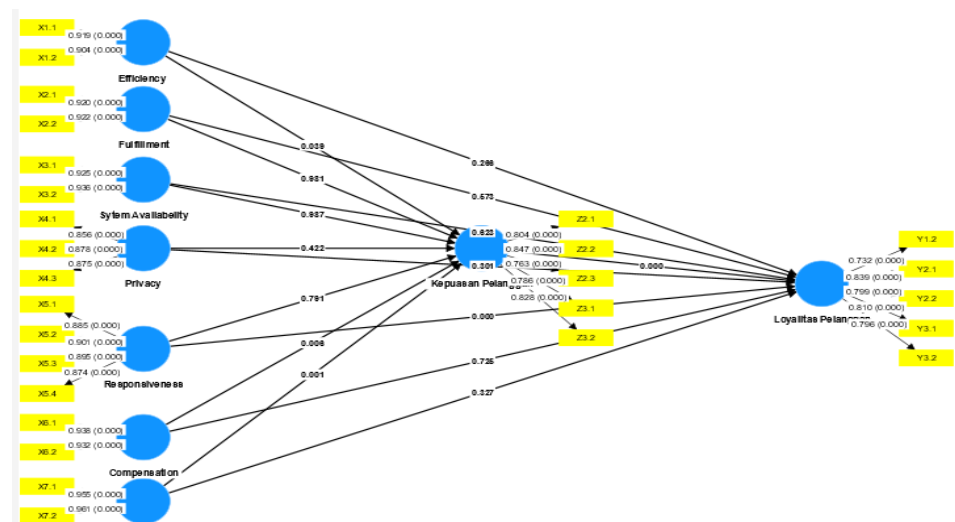 X1.1
0.919 (0.000)
0.904 (0.000)
X1.2
Efficiency
X2.1
0.920 (0.000)
0.922 (0.000)
X2.2
Fulfillment
X3.1
0.925 (0.000)
0.936 (0.000)
X3.2
Sytem Availability
X4.1
0.856 (0.000)
X4.2
0.878 (0.000)
0.875 (0.000)
X4.3
Privacy
X5.1
0.885 (0.000)
X5.2
0.901 (0.000)
X5.3
0.895 (0.000)
0.874 (0.000)
X5.4
Responsiveness
X6.1
0.938 (0.000)
0.932 (0.000)
X6.2
Compensation
X7.1
0.955 (0.000)
0.961 (0.000)
X7.2
0.039
0.981
0.987
0.422
0.791
0.006
0.001
0.266
0.573
0.623
0.301
0.000
0.725
0.327
Kepuasan Pelang
0.000
Z2.1
0.804 (0.000)
Z2.2
0.847 (0.000)
0.763 (0.000)
Z2.3
0.786 (0.000)
0.828 (0.000)
Z3.1
Z3.2
Loyalitas Pelanggan
Y1.2
0.732 (0.000)
Y2.1
0.839 (0.000)
0.799 (0.000)
Y2.2
0.810 (0.000)
0.796 (0.000)
Y3.1
Y3.2